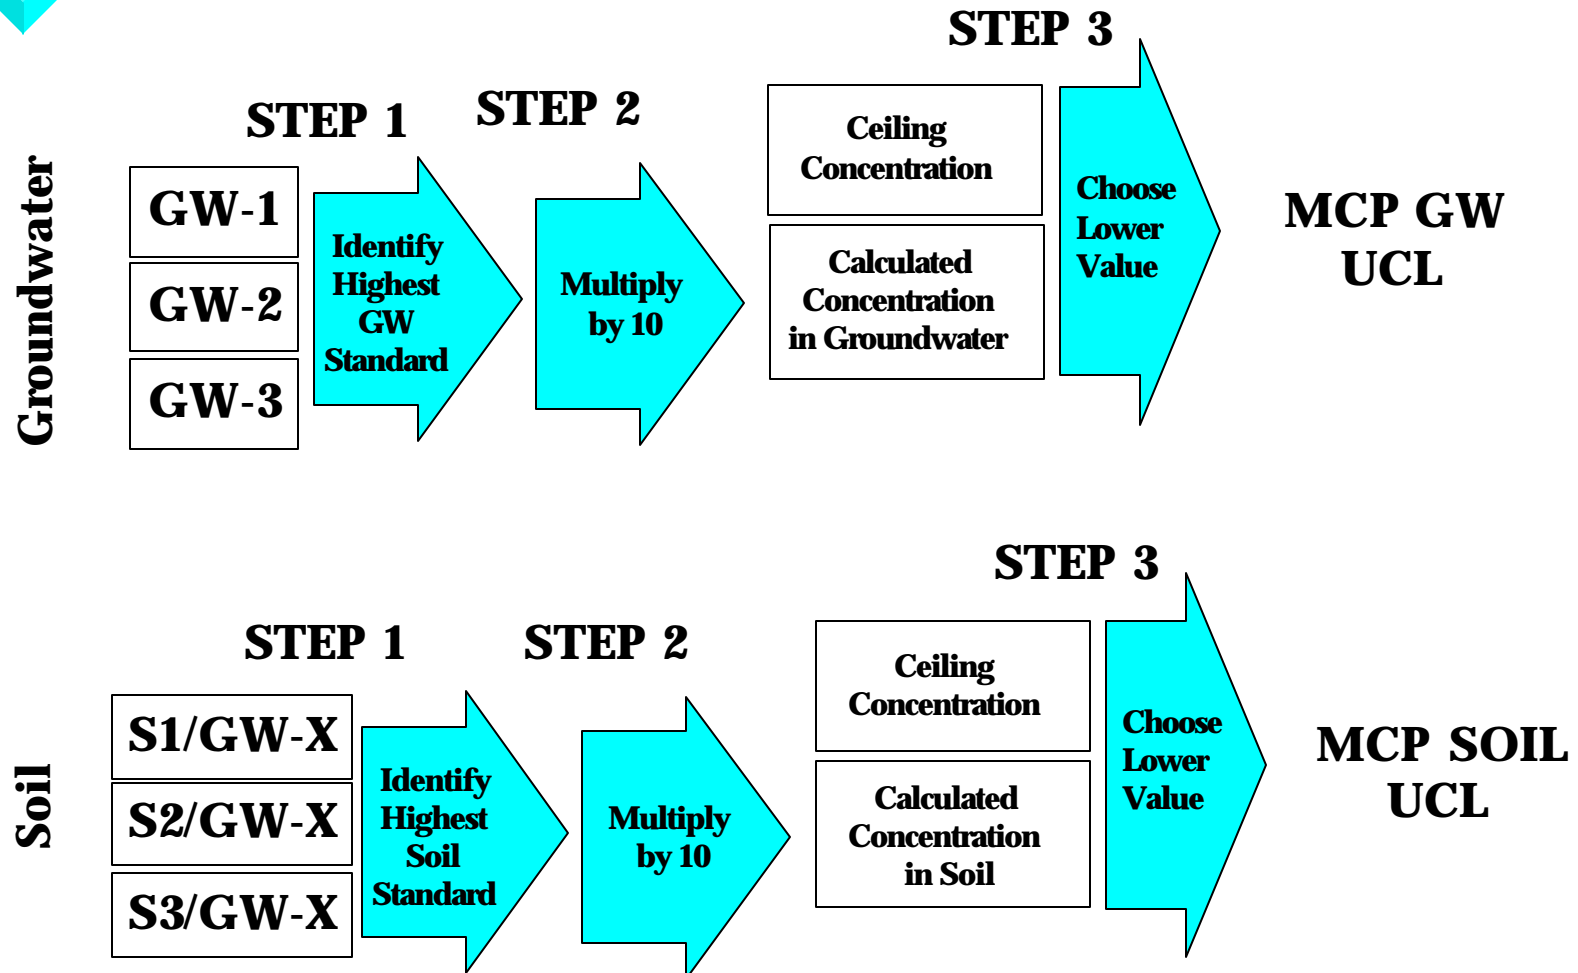 Groundwater
STEP 1
GW-1
GW-2
GW-3
Identify
Highest
GW
Standard
STEP 2
Multiply
by 10
STEP 3
Ceiling
Concentration
Calculated
Concentration
in Groundwater
Choose
Lower
Value
MCP GW
UCL
Soil
STEP 1
S1/GW-X
S2/GW-X
S3/GW-X
Identify
Highest
Soil
Standard
STEP 2
Multiply
by 10
STEP 3
Ceiling
Concentration
Calculated
Concentration
in Soil
Choose
Lower
Value
MCP SOIL
UCL